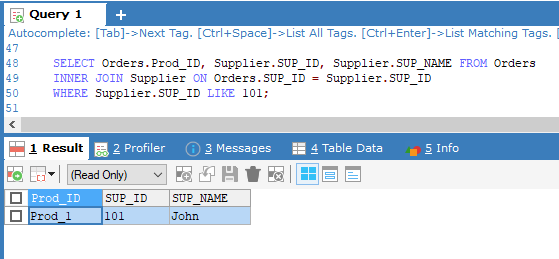 Query 1
Autocomplete: [Tab]->Next Tag. [Ctrl+Space]->List All Tags. [Ctrl+Enter]->List Matching Tags.
47
48 SELECT Orders.Prod_ID, Supplier.SUP_ID, Supplier.SUP_NAME FROM Orders
49 INNER JOIN Supplier ON Orders.SUP_ID = Supplier.SUP_ID
50 WHERE Supplier.SUP_ID LIKE 101;
51
1 Result 2 Profiler 3 Messages 4 Table Data 5 Info
(Read Only)
Prod_ID SUP_ID SUP_NAME
Prod_1 101 John